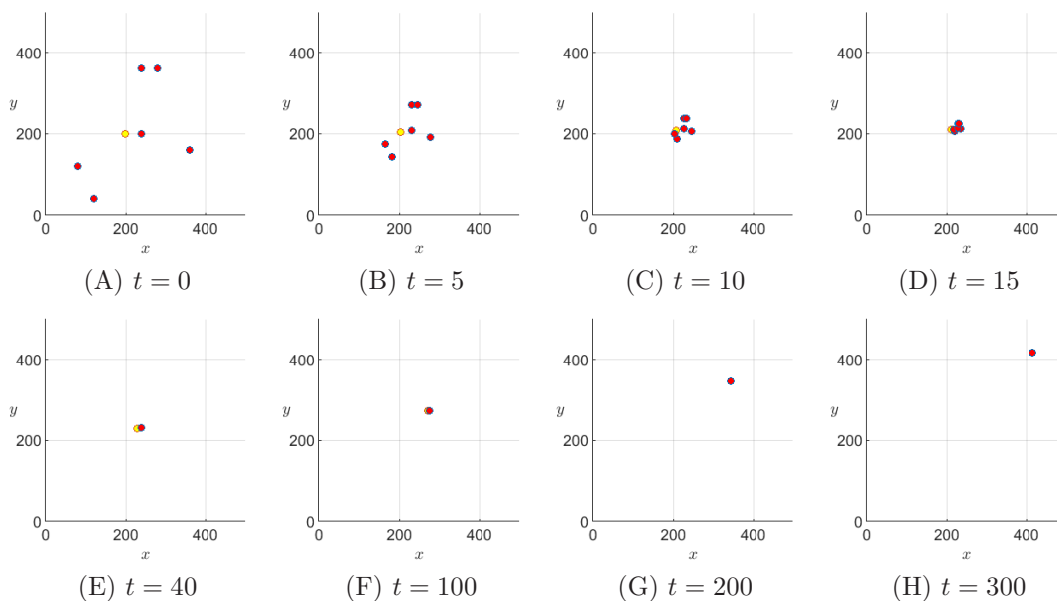 400
y
200
0
0 200 400
x
(A) t = 0
400
y
200
0
0 200 400
x
(B) t = 5
400
y
200
0
0 200 400
x
(C) t = 10
400
y
200
0
0 200 400
x
(D) t = 15
400
y
200
0
0 200 400
x
(E) t = 40
400
y
200
0
0 200 400
x
(F) t = 100
400
y
200
0
0 200 400
x
(G) t = 200
400
y
200
0
0 200 400
x
(H) t = 300